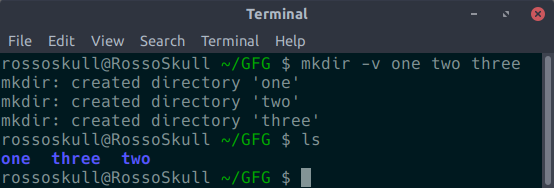 Terminal
File Edit View Search Terminal Help
rossoskull@RossoSkull ~/GFG $ mkdir -v one two three
mkdir: created directory 'one'
mkdir: created directory 'two'
mkdir: created directory 'three'
rossoskull@RossoSkull ~/GFG $ ls
one  three  two
rossoskull@RossoSkull ~/GFG $